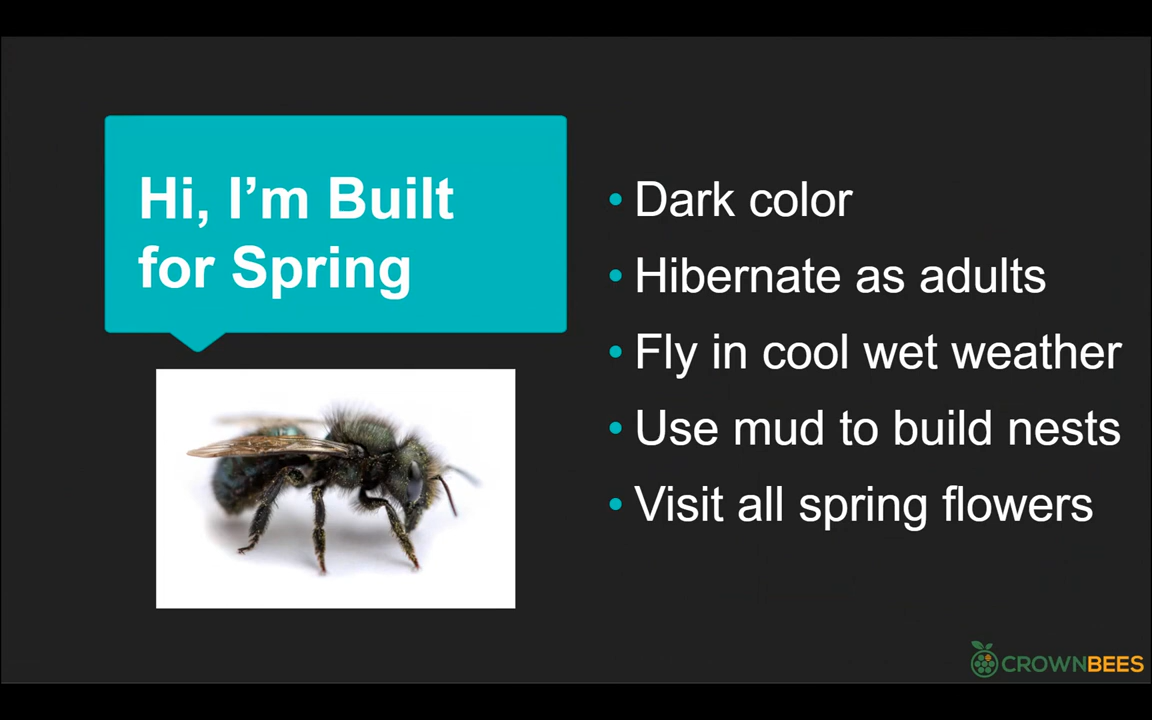 Hi, I’m Built
for Spring
Dark color
Hibernate as adults
Fly in cool wet weather
Use mud to build nests
Visit all spring flowers
CROWNBEES